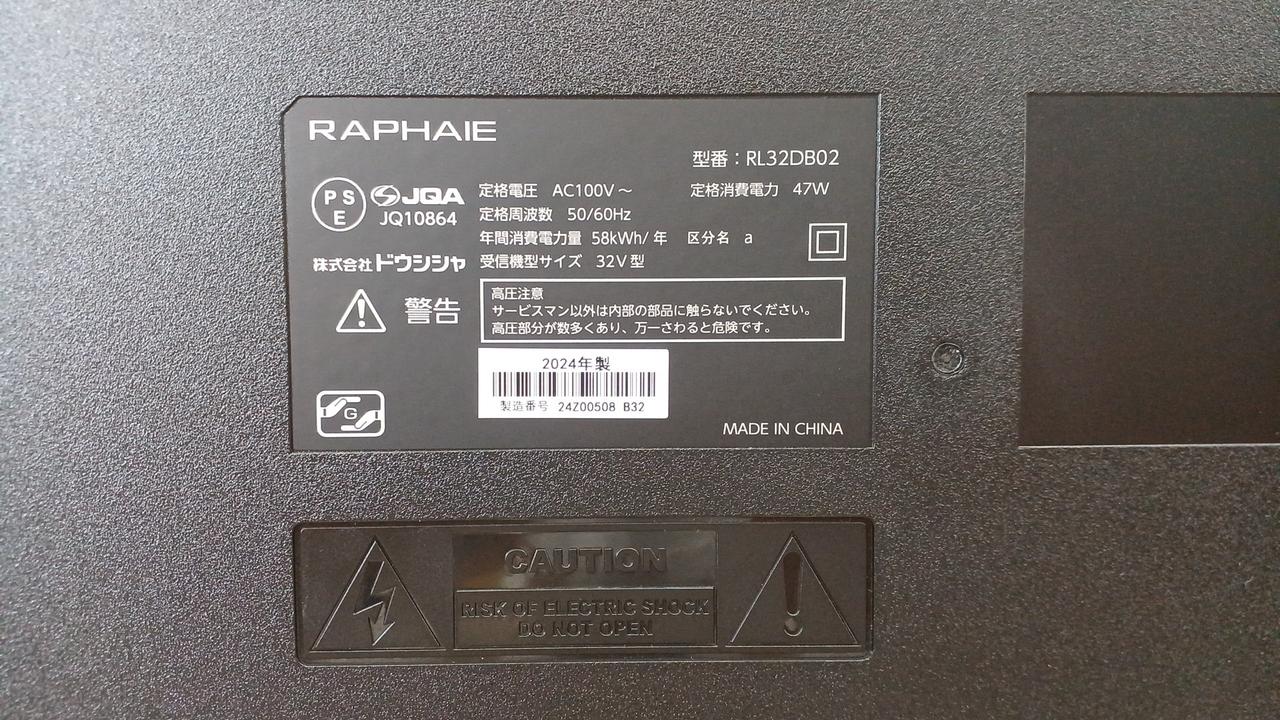 RAPHAIE
型番：RL32DB02
PS
E
JQA
JQ10864
定格電圧 AC100V～ 定格消費電力 47W
定格周波数 50/60Hz
年間消費電力量 58kWh/年 区分名 a
株式会社ドウシシャ
受信機型サイズ 32V型
警告
高圧注意
サービスマン以外は内部の部品に触らないでください。
高圧部分が数多くあり、万一さわると危険です。
2024年製
製造番号 24Z00508 B32
G
MADE IN CHINA
CAUTION
RISK OF ELECTRIC SHOCK
DO NOT OPEN